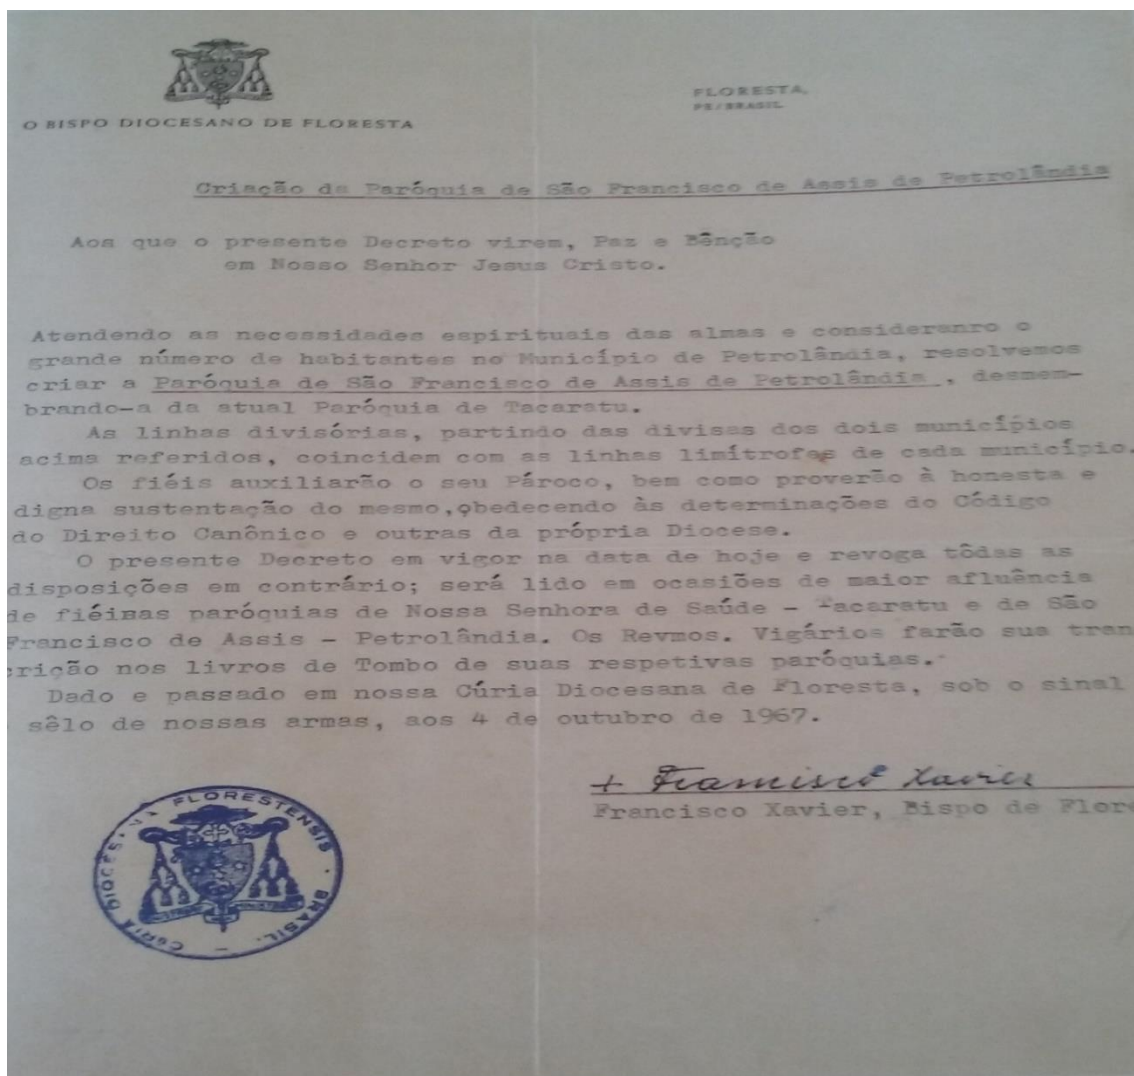 O BISPO DIOCESANO DE FLORESTA
FLORESTA,
PE/BRASIL
Criação da Paróquia de São Francisco de Assis de Petrolândia
Aos que o presente Decreto virem, Paz e Bênção
em Nosso Senhor Jesus Cristo.
Atendendo as necessidades espirituais das almas e consideranro o
grande número de habitantes no Município de Petrolândia, resolvemos
criar a Paróquia de São Francisco de Assis de Petrolândia , desmem-
brando-a da atual Paróquia de Tacaratu.
As linhas divisórias, partindo das divisas dos dois municípios
acima referidos, coincidem com as linhas limítrofes de cada município.
Os fiéis auxiliarão o seu Pároco, bem como proverão à honesta e
digna sustentação do mesmo,obedecendo às determinações do Código
do Direito Canônico e outras da própria Diocese.
O presente Decreto em vigor na data de hoje e revoga tôdas as
disposições em contrário; será lido em ocasiões de maior afluência
de fiéinas paróquias de Nossa Senhora de Saúde - Tacaratu e de São
Francisco de Assis - Petrolândia. Os Revmos. Vigários farão sua tran
crição nos livros de Tombo de suas respetivas paróquias.
Dado e passado em nossa Cúria Diocesana de Floresta, sob o sinal
sêlo de nossas armas, aos 4 de outubro de 1967.
+ Francisco Xavier
Francisco Xavier, Bispo de Flor
CURIA DIOCES FLORESTENSIS · BRASIL. -